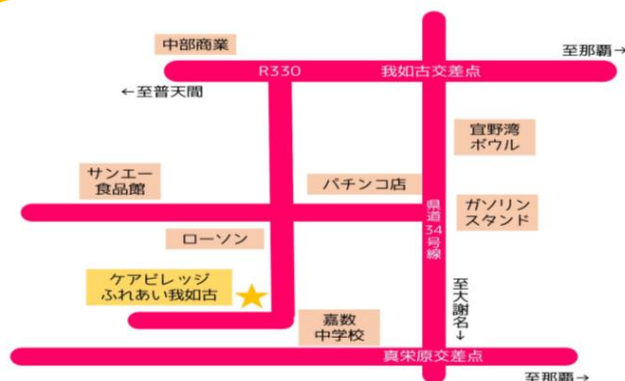 中部商業
至那覇→
R330
我如古交差点
←至普天間
宜野湾
ボウル
サンエー
食品館
パチンコ店
ガソリン
スタンド
県道34号線
ローソン
ケアビレッジ
ふれあい我如古
至大謝名→
嘉数
中学校
真栄原交差点
至那覇→